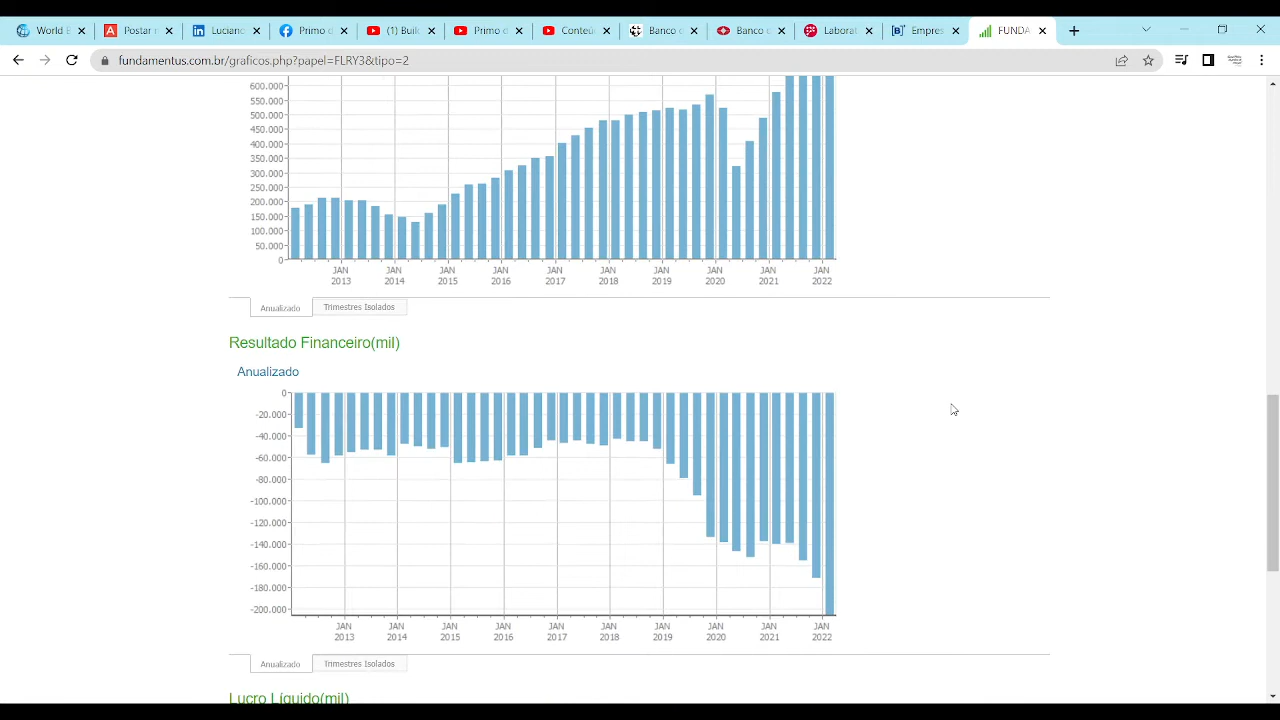 World E
Postar r
Luciano
Primo d
(1) Buil
Primo d
Conteú
Banco c
Banco d
Laborat
Empres
FUNDA
fundamentus.com.br/graficos.php?papel=FLRY3&tipo=2
600.000
550.000
500.000
450.000
400.000
350.000
300.000
250.000
200.000
150.000
100.000
50.000
0
JAN JAN JAN JAN JAN JAN JAN JAN JAN JAN
2013 2014 2015 2016 2017 2018 2019 2020 2021 2022
Anualizado Trimestres Isolados
Resultado Financeiro(mil)
Anualizado
0
-20.000
-40.000
-60.000
-80.000
-100.000
-120.000
-140.000
-160.000
-180.000
-200.000
JAN JAN JAN JAN JAN JAN JAN JAN JAN JAN
2013 2014 2015 2016 2017 2018 2019 2020 2021 2022
Anualizado Trimestres Isolados
Lucro Líquido(mil)